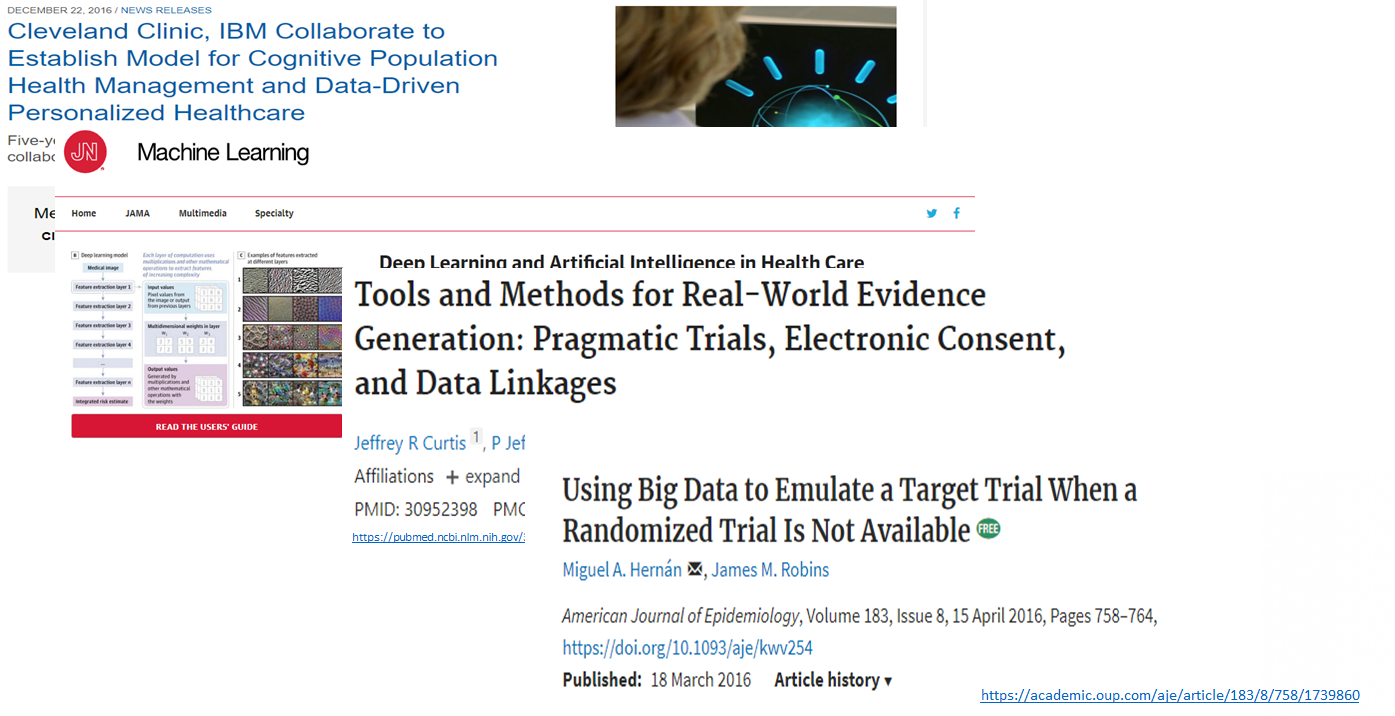 DECEMBER 22, 2016 / NEWS RELEASES
Cleveland Clinic, IBM Collaborate to
Establish Model for Cognitive Population
Health Management and Data-Driven
Personalized Healthcare
Five-ye
collabo
JN
Machine Learning
Me
Home JAMA Multimedia Specialty
B Deep learning model
Medical image
Feature extraction layer 1
Feature extraction layer 2
Feature extraction layer 3
Feature extraction layer 4
...
Feature extraction layer n
Integrated risk estimate
Each layer of computation uses
multiplications and other mathematical
operations to extract features
of increasing complexity
Input values
Pixel values from
the image or output
from previous layers
Multidimensional weights in layer
W1 W2 W3
Output values
Generated by
multiplications and
other mathematical
operations with
the weights
C Examples of features extracted
at different layers
1
2
3
4
5
READ THE USERS' GUIDE
Deep Learning and Artificial Intelligence in Health Care
Tools and Methods for Real-World Evidence
Generation: Pragmatic Trials, Electronic Consent,
and Data Linkages
Jeffrey R Curtis 1, P Jef
Affiliations + expand
PMID: 30952398 PMC
https://pubmed.ncbi.nlm.nih.gov/
Using Big Data to Emulate a Target Trial When a
Randomized Trial Is Not Available FREE
Miguel A. Hernán, James M. Robins
American Journal of Epidemiology, Volume 183, Issue 8, 15 April 2016, Pages 758–764,
https://doi.org/10.1093/aje/kwv254
Published: 18 March 2016 Article history ▾
https://academic.oup.com/aje/article/183/8/758/1739860